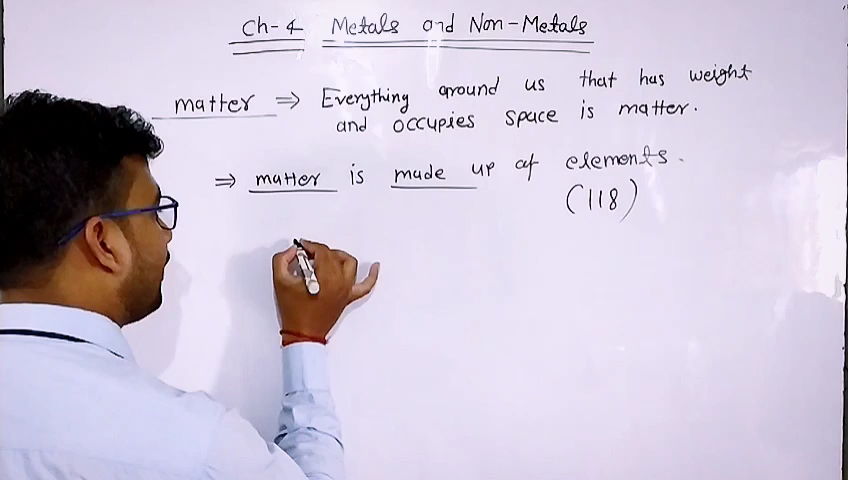 Ch-4 Metals and Non-Metals
matter ⇒ Everything around us that has weight
and occupies space is matter.
⇒ matter is made up of elements.
(118)